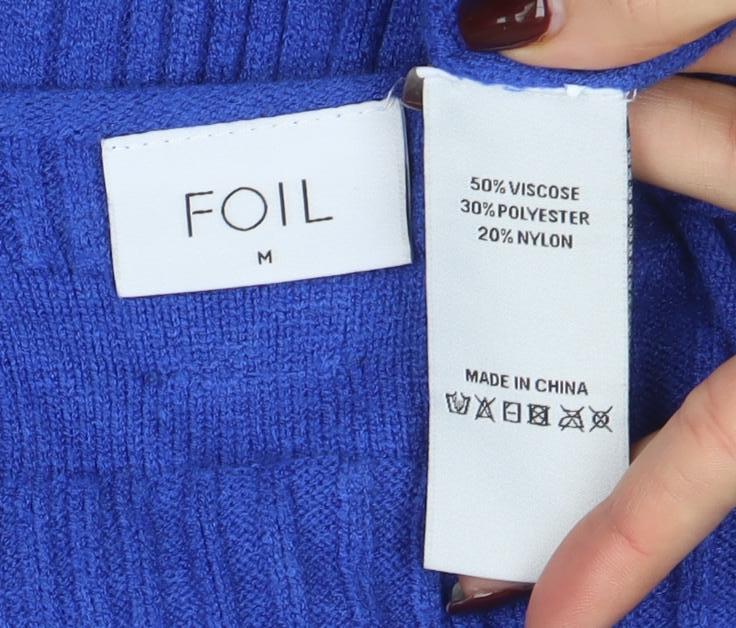 FOIL
M
50% VISCOSE
30% POLYESTER
20% NYLON
MADE IN CHINA